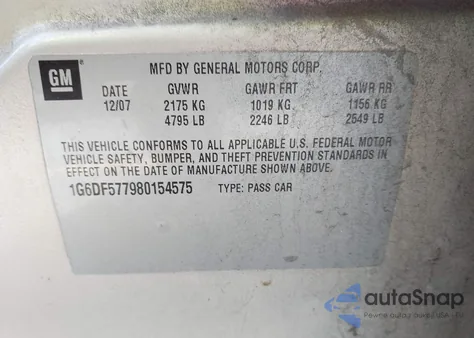 GM
MFD BY GENERAL MOTORS CORP.
DATE GVWR GAWR FRT GAWR RR
12/07 2175 KG 1019 KG 1156 KG
4795 LB 2246 LB 2549 LB
THIS VEHICLE CONFORMS TO ALL APPLICABLE U.S. FEDERAL MOTOR
VEHICLE SAFETY, BUMPER, AND THEFT PREVENTION STANDARDS IN
EFFECT ON THE DATE OF MANUFACTURE SHOWN ABOVE.
1G6DF577980154575 TYPE: PASS CAR
autoSnap